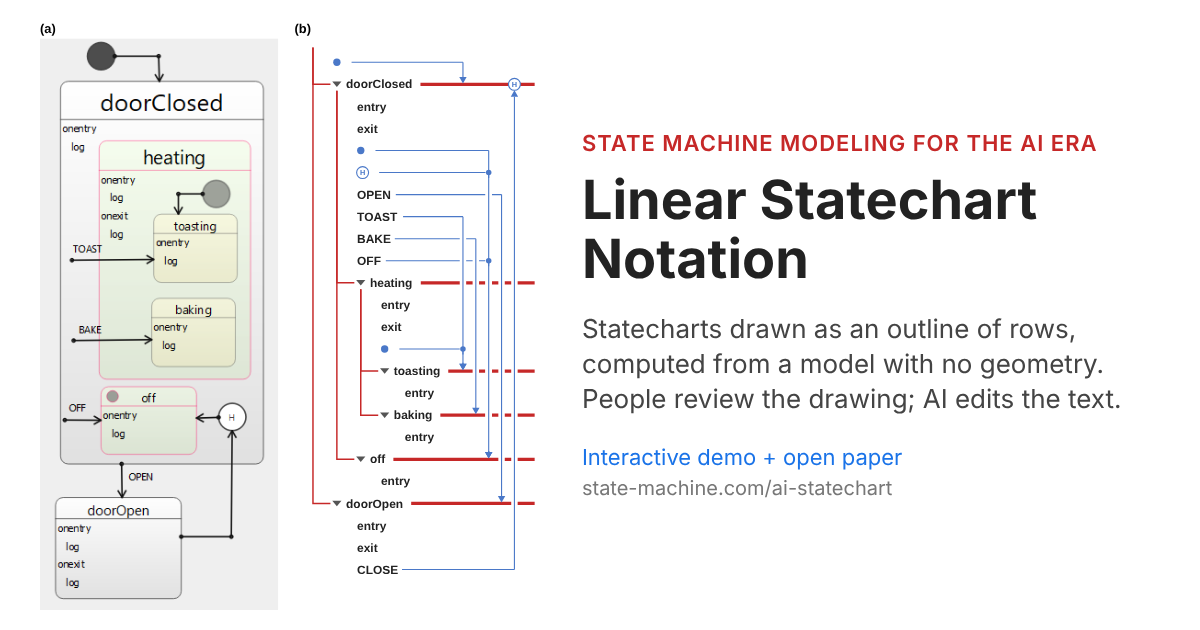 (a)
doorClosed
onentry
log
heating
onentry
log
onexit
log
toasting
onentry
log
TOAST
baking
BAKE
onentry
log
off
OFF
onentry
log
H
OPEN
doorOpen
onentry
log
onexit
log
(b)
doorClosed
H
entry
exit
H
OPEN
TOAST
BAKE
OFF
heating
entry
exit
toasting
entry
baking
entry
off
entry
doorOpen
entry
exit
CLOSE
STATE MACHINE MODELING FOR THE AI ERA
Linear Statechart
Notation
Statecharts drawn as an outline of rows,
computed from a model with no geometry.
People review the drawing; AI edits the text.
Interactive demo + open paper
state-machine.com/ai-statechart